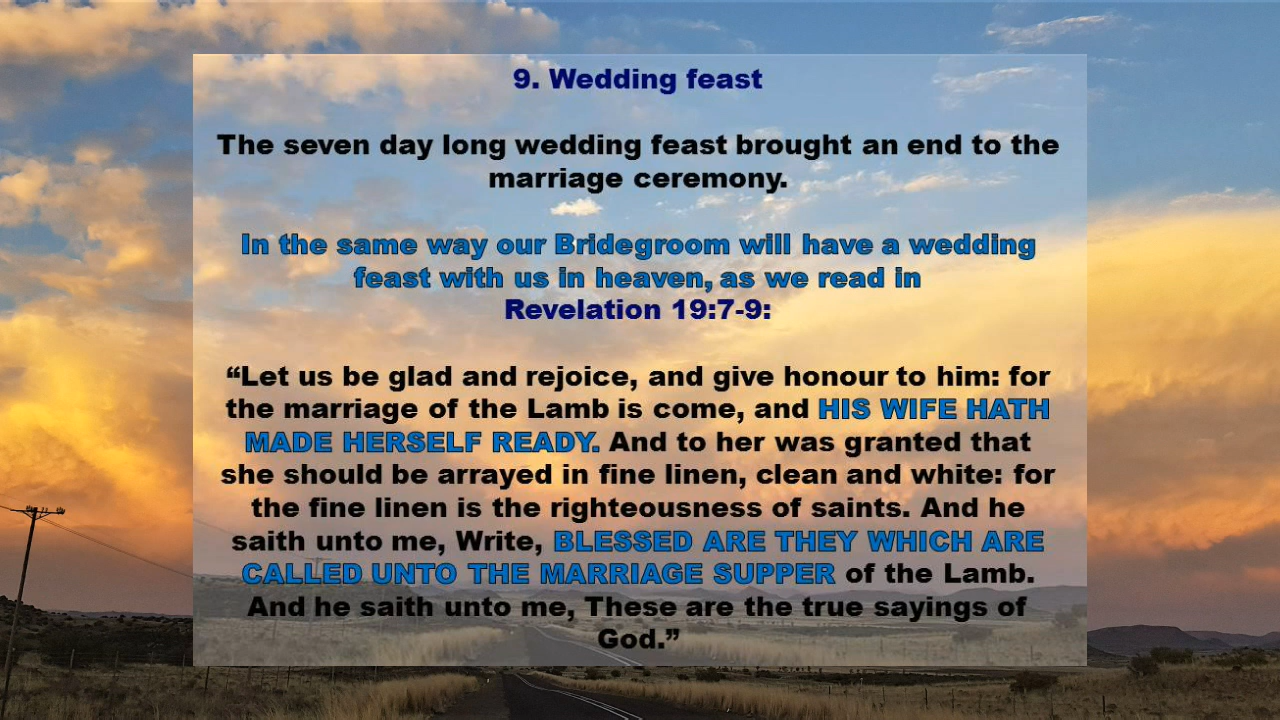 9. Wedding feast
The seven day long wedding feast brought an end to the
marriage ceremony.
In the same way our Bridegroom will have a wedding
feast with us in heaven, as we read in
Revelation 19:7-9:
“Let us be glad and rejoice, and give honour to him: for
the marriage of the Lamb is come, and HIS WIFE HATH
MADE HERSELF READY. And to her was granted that
she should be arrayed in fine linen, clean and white: for
the fine linen is the righteousness of saints. And he
saith unto me, Write, BLESSED ARE THEY WHICH ARE
CALLED UNTO THE MARRIAGE SUPPER of the Lamb.
And he saith unto me, These are the true sayings of
God.”